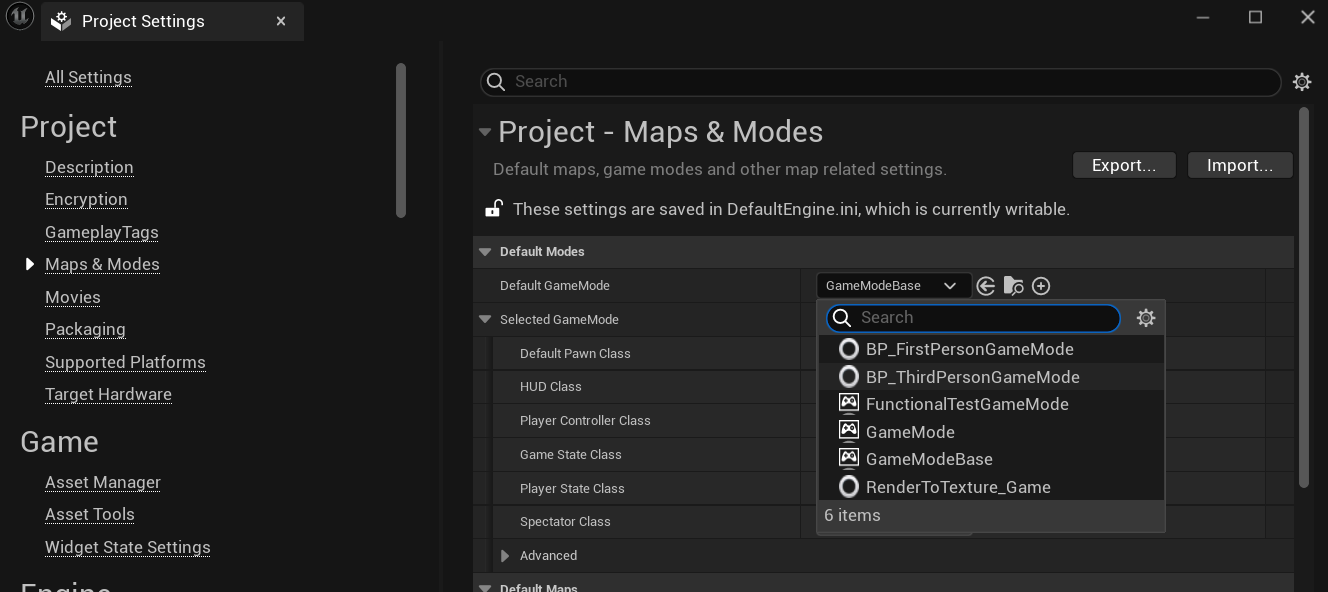 Project Settings
All Settings
Project
Description
Encryption
GameplayTags
Maps & Modes
Movies
Packaging
Supported Platforms
Target Hardware
Game
Asset Manager
Asset Tools
Widget State Settings
Engine
Search
Project - Maps & Modes
Default maps, game modes and other map related settings.
Export...
Import...
These settings are saved in DefaultEngine.ini, which is currently writable.
Default Modes
Default GameMode
GameModeBase
Selected GameMode
Default Pawn Class
HUD Class
Player Controller Class
Game State Class
Player State Class
Spectator Class
Advanced
Default Maps
Search
BP_FirstPersonGameMode
BP_ThirdPersonGameMode
FunctionalTestGameMode
GameMode
GameModeBase
RenderToTexture_Game
6 items